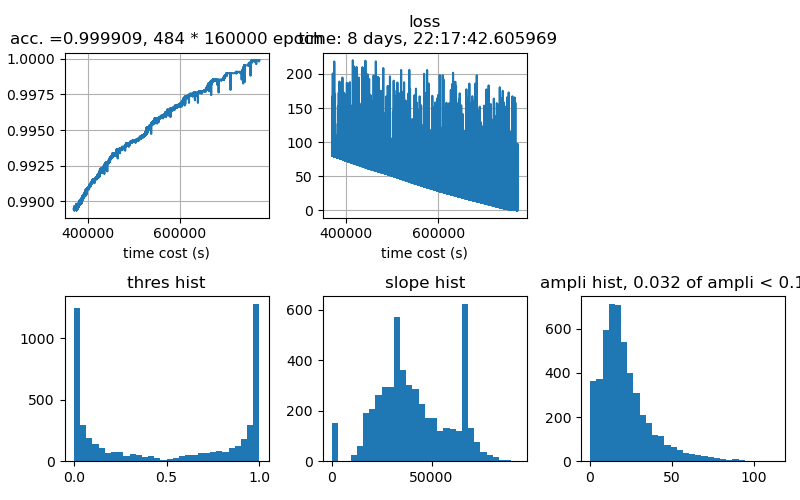 loss
acc. =0.999909, 484 * 160000 epoch
time: 8 days, 22:17:42.605969
1.0000
0.9975
0.9950
0.9925
0.9900
400000 600000
time cost (s)
200
150
100
50
0
400000 600000
time cost (s)
thres hist
1000
500
0
0.0 0.5 1.0
slope hist
600
400
200
0
0 50000
ampli hist, 0.032 of ampli < 0.1
600
400
200
0
0 50 100